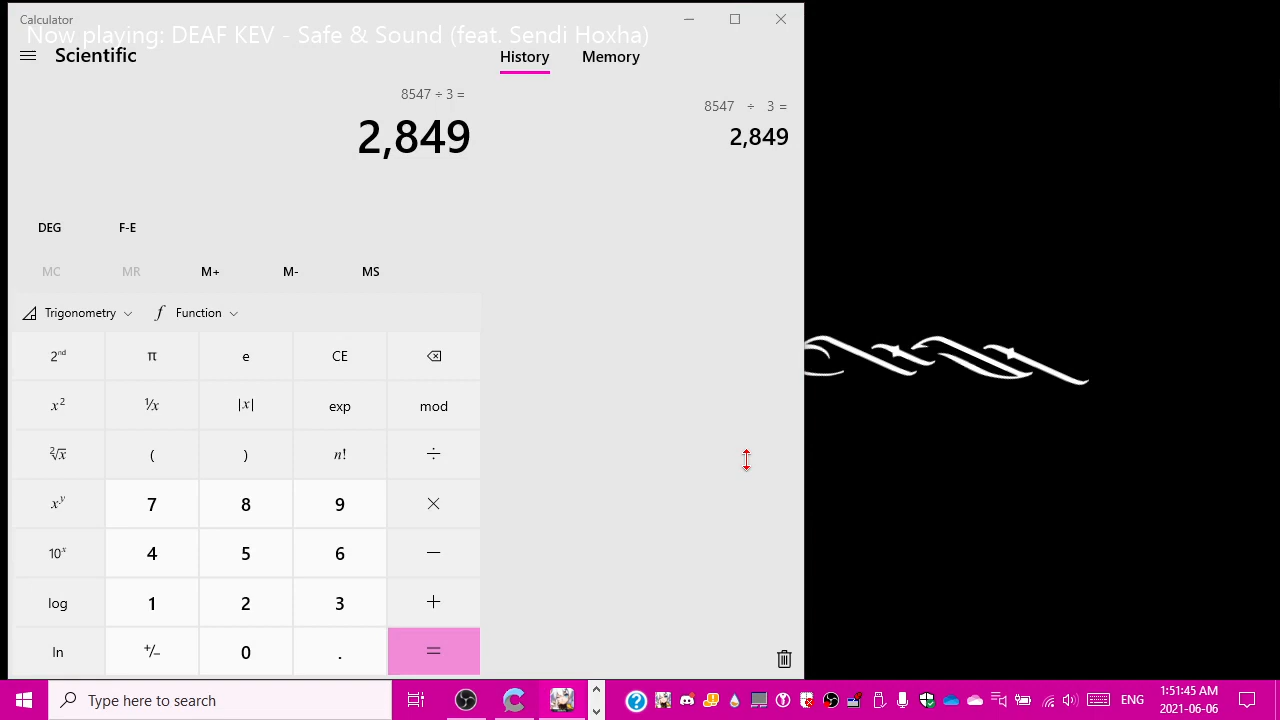 Calculator
Now playing: DEAF KEV - Safe & Sound (feat. Sendi Hoxha)
Scientific
History Memory
8547 ÷ 3 =
2,849
8547 ÷ 3 =
2,849
DEG F-E
MC MR M+ M- MS
Trigonometry f Function
2nd π e CE
x² ¹/x |x| exp mod
²√x ( ) n! ÷
xʸ 7 8 9 ×
10ˣ 4 5 6 −
log 1 2 3 +
ln +/− 0 . =
Type here to search
ENG
1:51:45 AM
2021-06-06